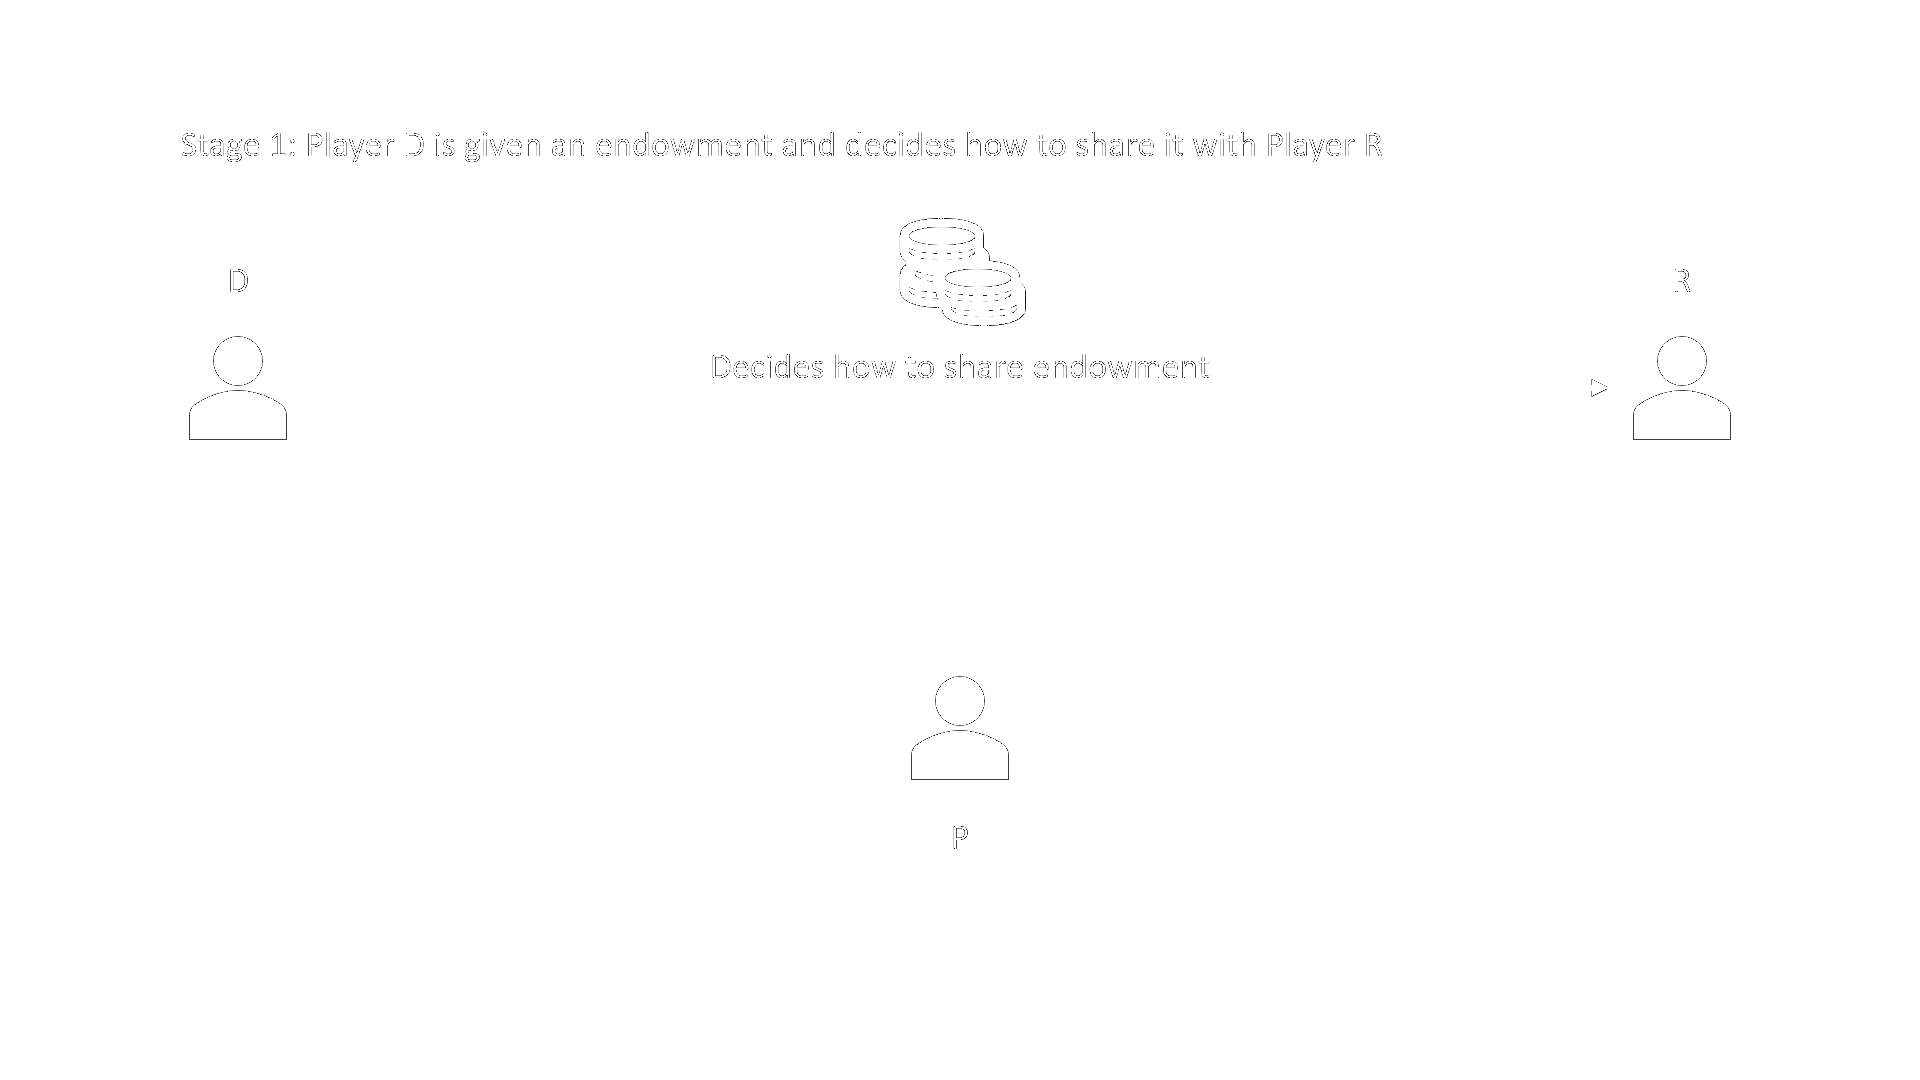 Stage 1: Player D is given an endowment and decides how to share it with Player R
D
R
Decides how to share endowment
P